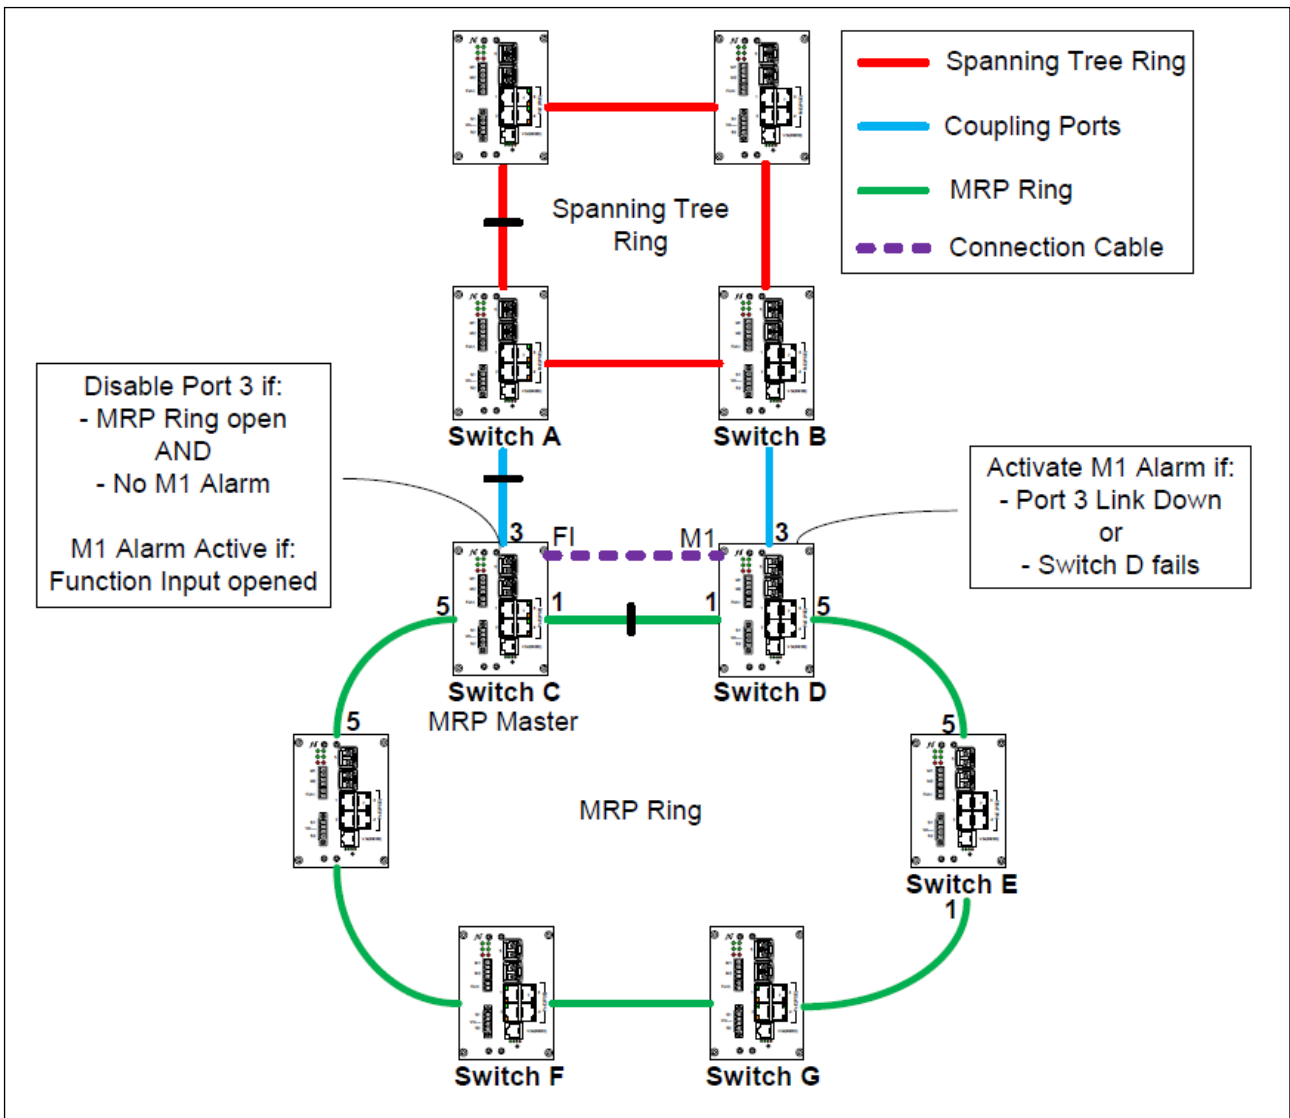 Spanning Tree Ring
Coupling Ports
MRP Ring
Connection Cable
Spanning Tree
Ring
Switch A
Switch B
Disable Port 3 if:
- MRP Ring open
AND
- No M1 Alarm
M1 Alarm Active if:
Function Input opened
Activate M1 Alarm if:
- Port 3 Link Down
or
- Switch D fails
3
FI
M1
3
5
1
1
5
Switch C
MRP Master
Switch D
5
5
MRP Ring
Switch E
1
Switch F
Switch G